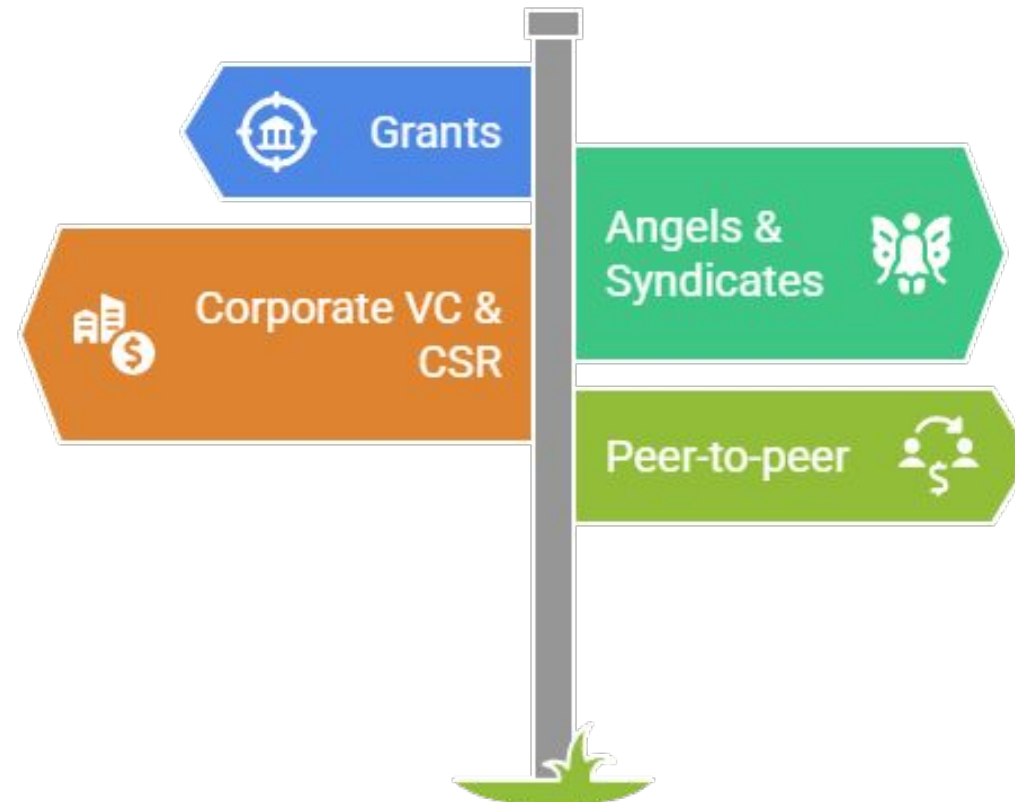 Grants
Angels &
Syndicates
Corporate VC &
CSR
Peer-to-peer